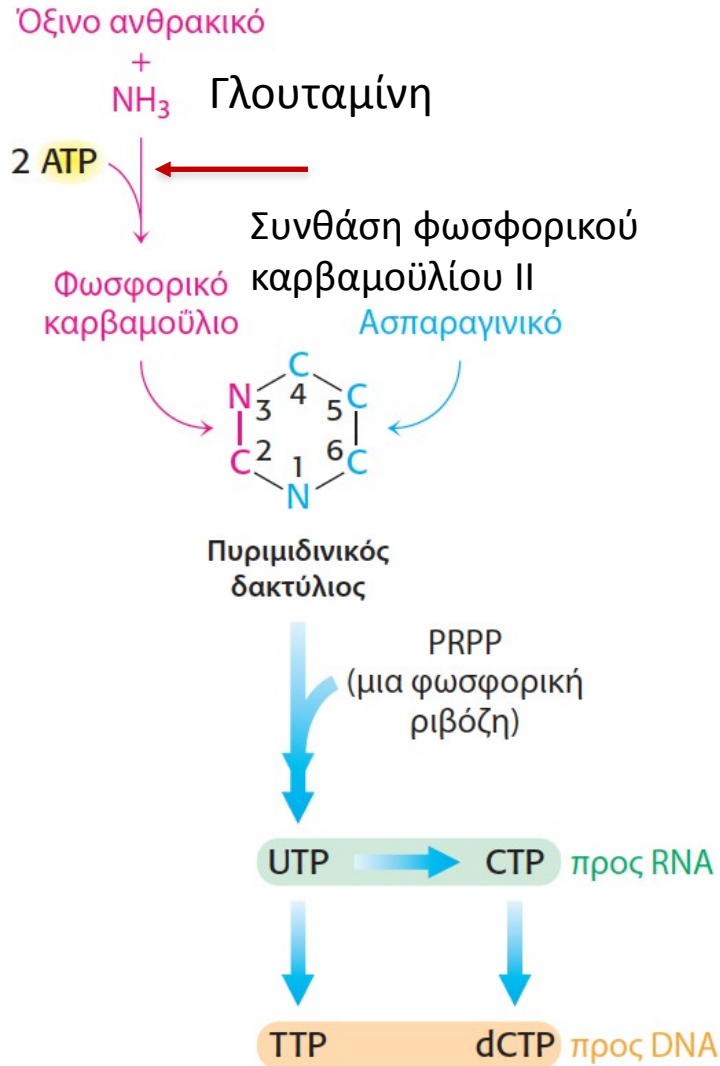 Όξινο ανθρακικό
+
NH₃ Γλουταμίνη
2 ATP
Συνθάση φωσφορικού
καρβαμοϋλίου II
Φωσφορικό
καρβαμοΰλιο
Ασπαραγινικό
C
N 3 4 5 C
C 2 1 6 C
N
Πυριμιδινικός
δακτύλιος
PRPP
(μια φωσφορική
ριβόζη)
UTP CTP προς RNA
TTP dCTP προς DNA